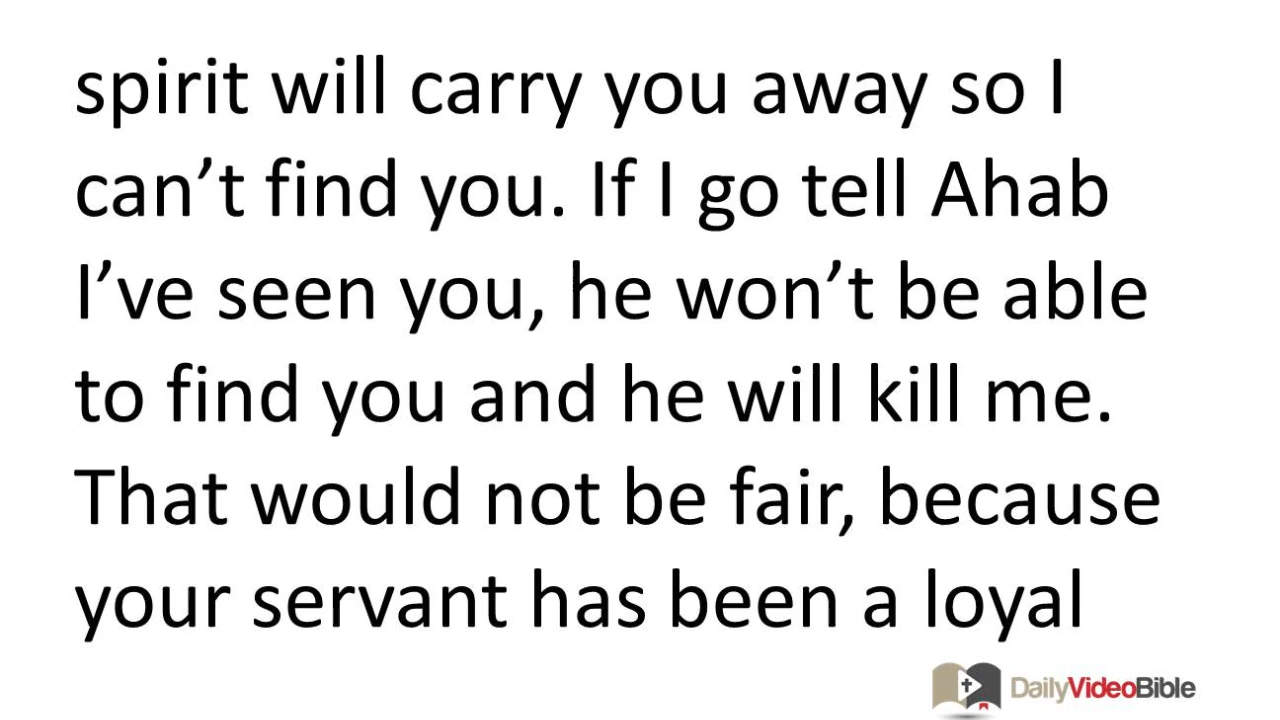 spirit will carry you away so I
can’t find you. If I go tell Ahab
I’ve seen you, he won’t be able
to find you and he will kill me.
That would not be fair, because
your servant has been a loyal
DailyVideoBible